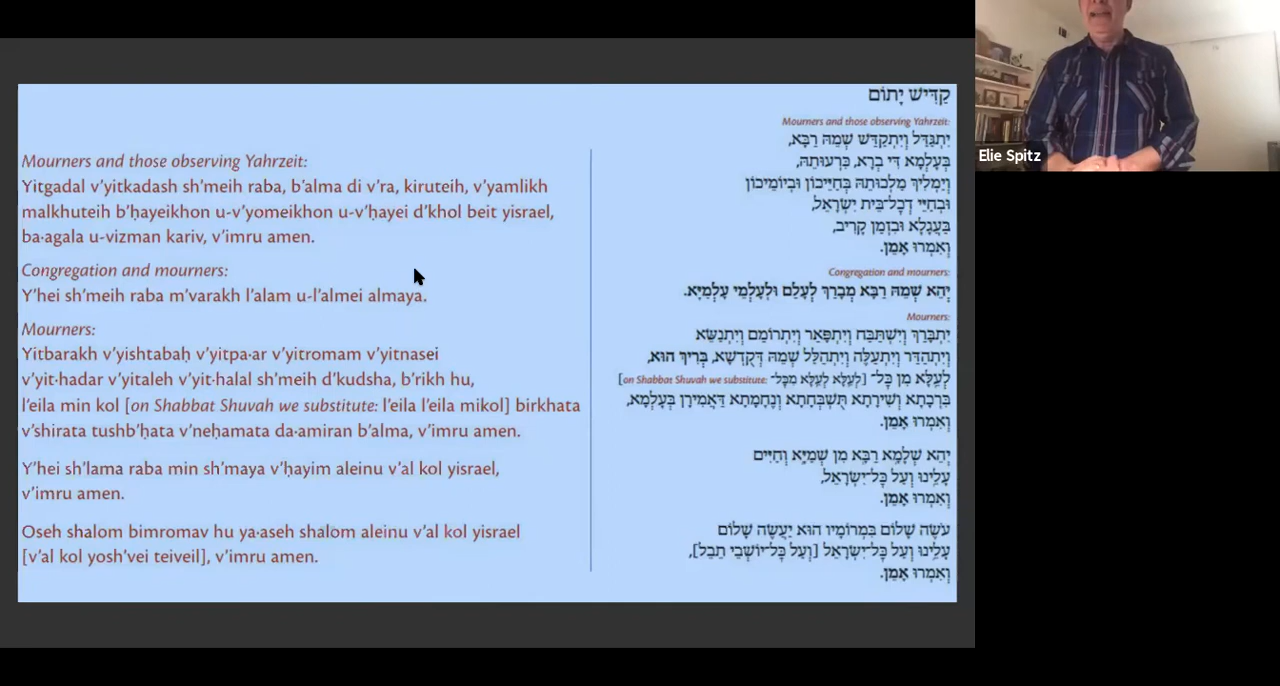 Mourners and those observing Yahrzeit:
Yitgadal v’yitkadash sh’meih raba, b’alma di v’ra, kiruteih, v’yamlikh
malkhuteih b’ḥayeikhon u-v’yomeikhon u-v’ḥayei d’khol beit yisrael,
ba·agala u-vizman kariv, v’imru amen.
Congregation and mourners:
Y’hei sh’meih raba m’varakh l’alam u-l’almei almaya.
Mourners:
Yitbarakh v’yishtabaḥ v’yitpa·ar v’yitromam v’yitnasei
v’yit·hadar v’yitaleh v’yit·halal sh’meih d’kudsha, b’rikh hu,
l’eila min kol [on Shabbat Shuvah we substitute: l’eila l’eila mikol] birkhata
v’shirata tushb’ḥata v’neḥamata da·amiran b’alma, v’imru amen.
Y’hei sh’lama raba min sh’maya v’ḥayim aleinu v’al kol yisrael,
v’imru amen.
Oseh shalom bimromav hu ya·aseh shalom aleinu v’al kol yisrael
[v’al kol yosh’vei teiveil], v’imru amen.
קַדִּישׁ יָתוֹם
Mourners and those observing Yahrzeit:
יִתְגַּדַּל וְיִתְקַדַּשׁ שְׁמֵהּ רַבָּא,
בְּעָלְמָא דִּי בְרָא, כִּרְעוּתֵהּ,
וְיַמְלִיךְ מַלְכוּתֵהּ בְּחַיֵּיכוֹן וּבְיוֹמֵיכוֹן
וּבְחַיֵּי דְכָל־בֵּית יִשְׂרָאֵל,
בַּעֲגָלָא וּבִזְמַן קָרִיב,
וְאִמְרוּ אָמֵן.
Congregation and mourners:
יְהֵא שְׁמֵהּ רַבָּא מְבָרַךְ לְעָלַם וּלְעָלְמֵי עָלְמַיָּא.
Mourners:
יִתְבָּרַךְ וְיִשְׁתַּבַּח וְיִתְפָּאַר וְיִתְרוֹמַם וְיִתְנַשֵּׂא
וְיִתְהַדַּר וְיִתְעַלֶּה וְיִתְהַלַּל שְׁמֵהּ דְּקֻדְשָׁא, בְּרִיךְ הוּא,
לְעֵלָּא מִן כָּל־ [לְעֵלָּא לְעֵלָּא מִכָּל־ on Shabbat Shuvah we substitute:]
בִּרְכָתָא וְשִׁירָתָא תֻּשְׁבְּחָתָא וְנֶחָמָתָא דַּאֲמִירָן בְּעָלְמָא,
וְאִמְרוּ אָמֵן.
יְהֵא שְׁלָמָא רַבָּא מִן שְׁמַיָּא וְחַיִּים
עָלֵינוּ וְעַל כָּל־יִשְׂרָאֵל,
וְאִמְרוּ אָמֵן.
עֹשֶׂה שָׁלוֹם בִּמְרוֹמָיו הוּא יַעֲשֶׂה שָׁלוֹם
עָלֵינוּ וְעַל כָּל־יִשְׂרָאֵל [וְעַל כָּל־יוֹשְׁבֵי תֵבֵל],
וְאִמְרוּ אָמֵן.
Elie Spitz